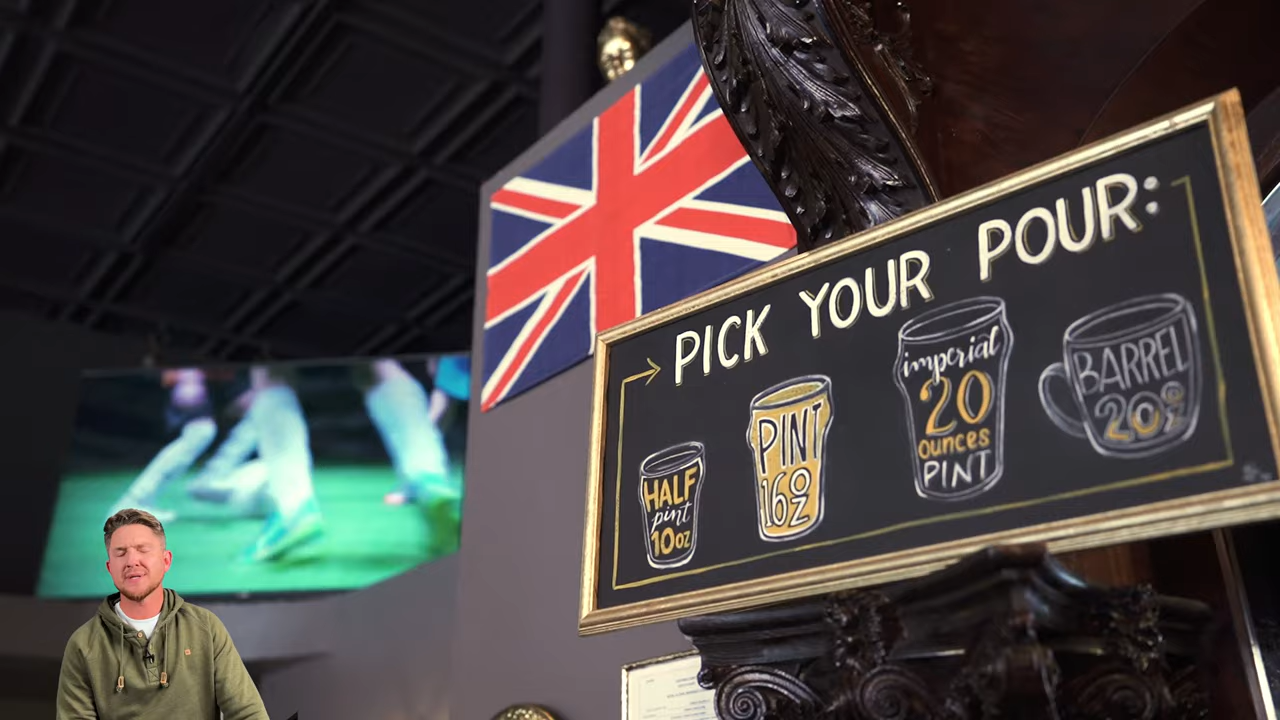 PICK YOUR POUR:
HALF
pint
10oz
PINT
16oz
imperial
20
ounces
PINT
BARREL
20oz